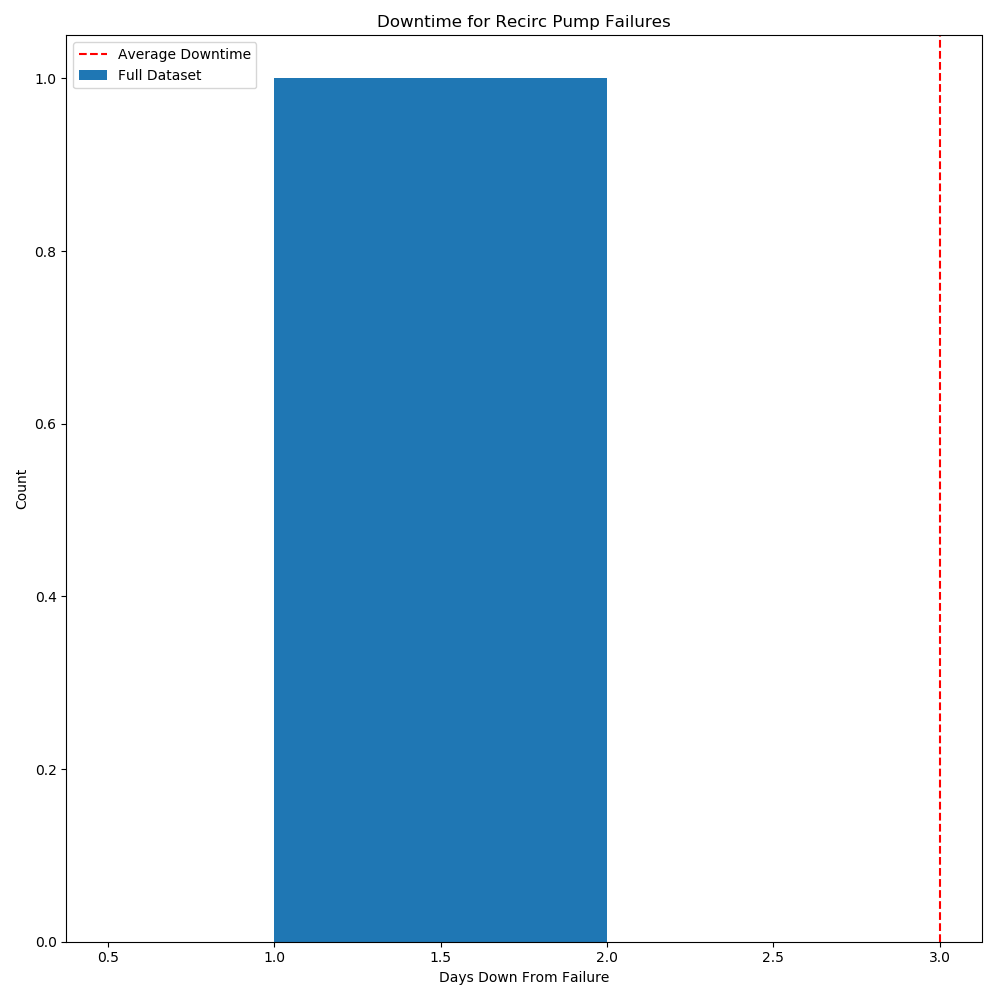 Downtime for Recirc Pump Failures
Average Downtime
Full Dataset
1.0
0.8
0.6
0.4
0.2
0.0
Count
0.5 1.0 1.5 2.0 2.5 3.0
Days Down From Failure